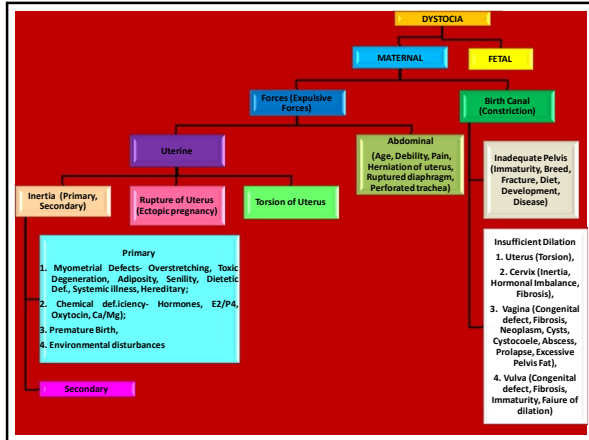 DYSTOCIA
MATERNAL
FETAL
Forces (Expulsive
Forces)
Birth Canal
(Constriction)
Uterine
Abdominal
(Age, Debility, Pain,
Herniation of uterus,
Ruptured diaphragm,
Perforated trachea)
Inadequate Pelvis
(Immaturity, Breed,
Fracture, Diet,
Development,
Disease)
Inertia (Primary,
Secondary)
Rupture of Uterus
(Ectopic pregnancy)
Torsion of Uterus
Primary
1. Myometrial Defects- Overstretching, Toxic
Degeneration, Adiposity, Senility, Dietetic
Def., Systemic illness, Hereditary;
2. Chemical def.iciency- Hormones, E2/P4,
Oxytocin, Ca/Mg);
3. Premature Birth,
4. Environmental disturbances
Secondary
Insufficient Dilation
1. Uterus (Torsion),
2. Cervix (Inertia,
Hormonal Imbalance,
Fibrosis),
3. Vagina (Congenital
defect, Fibrosis,
Neoplasm, Cysts,
Cystocoele, Abscess,
Prolapse, Excessive
Pelvis Fat),
4. Vulva (Congenital
defect, Fibrosis,
Immaturity, Faiure of
dilation)